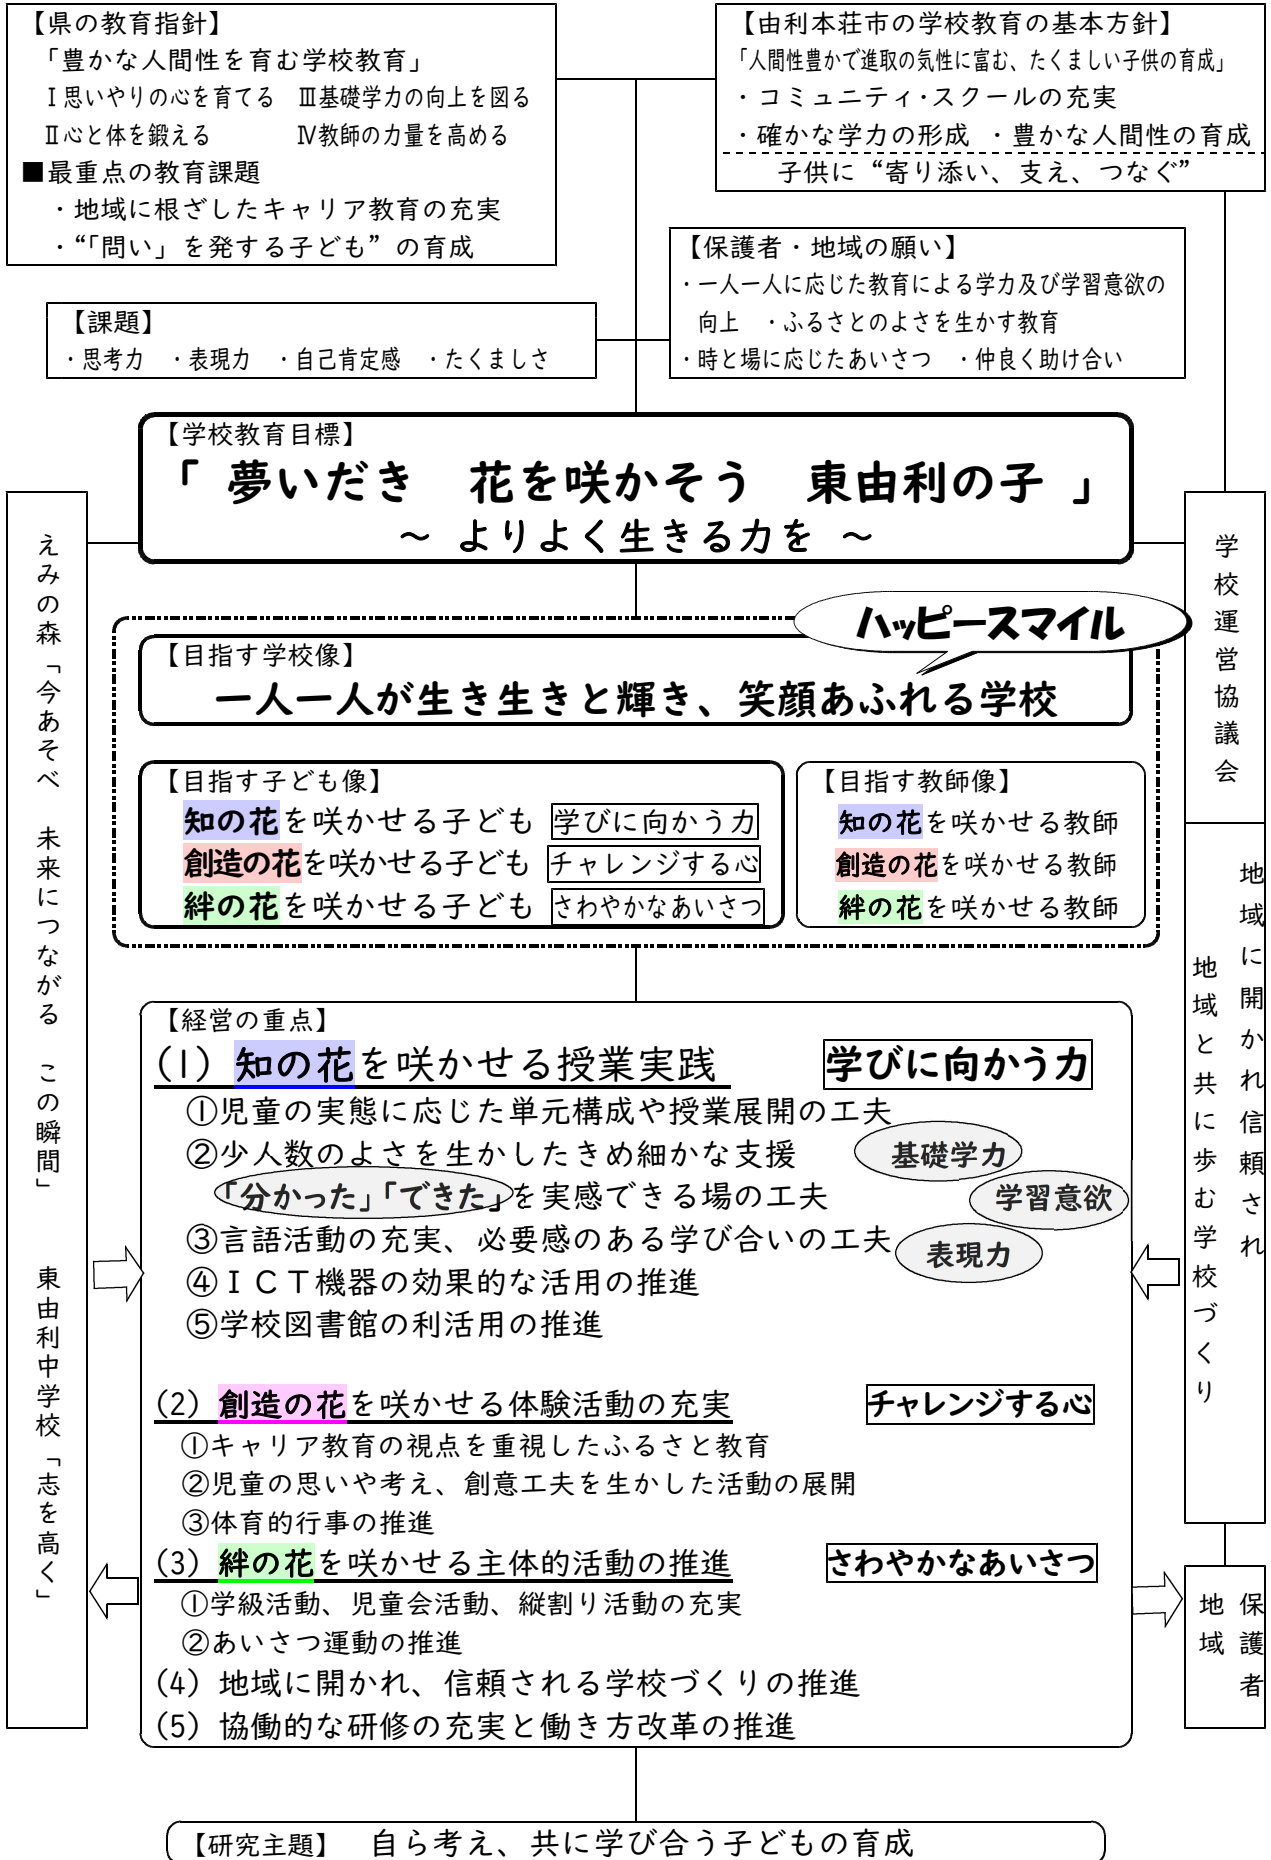 【県の教育指針】
「豊かな人間性を育む学校教育」
Ⅰ思いやりの心を育てる　Ⅲ基礎学力の向上を図る
Ⅱ心と体を鍛える　Ⅳ教師の力量を高める
■最重点の教育課題
・地域に根ざしたキャリア教育の充実
・“「問い」を発する子ども”の育成
【由利本荘市の学校教育の基本方針】
「人間性豊かで進取の気性に富む、たくましい子供の育成」
・コミュニティ・スクールの充実
・確かな学力の形成　・豊かな人間性の育成
子供に“寄り添い、支え、つなぐ”
【保護者・地域の願い】
・一人一人に応じた教育による学力及び学習意欲の
向上　・ふるさとのよさを生かす教育
・時と場に応じたあいさつ　・仲良く助け合い
【課題】
・思考力　・表現力　・自己肯定感　・たくましさ
【学校教育目標】
「 夢いだき　花を咲かそう　東由利の子 」
～ よりよく生きる力を ～
ハッピースマイル
【目指す学校像】
一人一人が生き生きと輝き、笑顔あふれる学校
【目指す子ども像】
知の花を咲かせる子ども　学びに向かう力
創造の花を咲かせる子ども　チャレンジする心
絆の花を咲かせる子ども　さわやかなあいさつ
【目指す教師像】
知の花を咲かせる教師
創造の花を咲かせる教師
絆の花を咲かせる教師
えみの森「今あそべ　未来につながる　この瞬間」　東由利中学校「志を高く」
学校運営協議会
地域に開かれ信頼され
地域と共に歩む学校づくり
【経営の重点】
(1) 知の花を咲かせる授業実践　学びに向かう力
①児童の実態に応じた単元構成や授業展開の工夫
②少人数のよさを生かしたきめ細かな支援　基礎学力
「分かった」「できた」を実感できる場の工夫　学習意欲
③言語活動の充実、必要感のある学び合いの工夫　表現力
④ＩＣＴ機器の効果的な活用の推進
⑤学校図書館の利活用の推進
(2) 創造の花を咲かせる体験活動の充実　チャレンジする心
①キャリア教育の視点を重視したふるさと教育
②児童の思いや考え、創意工夫を生かした活動の展開
③体育的行事の推進
(3) 絆の花を咲かせる主体的活動の推進　さわやかなあいさつ
①学級活動、児童会活動、縦割り活動の充実
②あいさつ運動の推進
(4) 地域に開かれ、信頼される学校づくりの推進
(5) 協働的な研修の充実と働き方改革の推進
保護者
地域
【研究主題】　自ら考え、共に学び合う子どもの育成